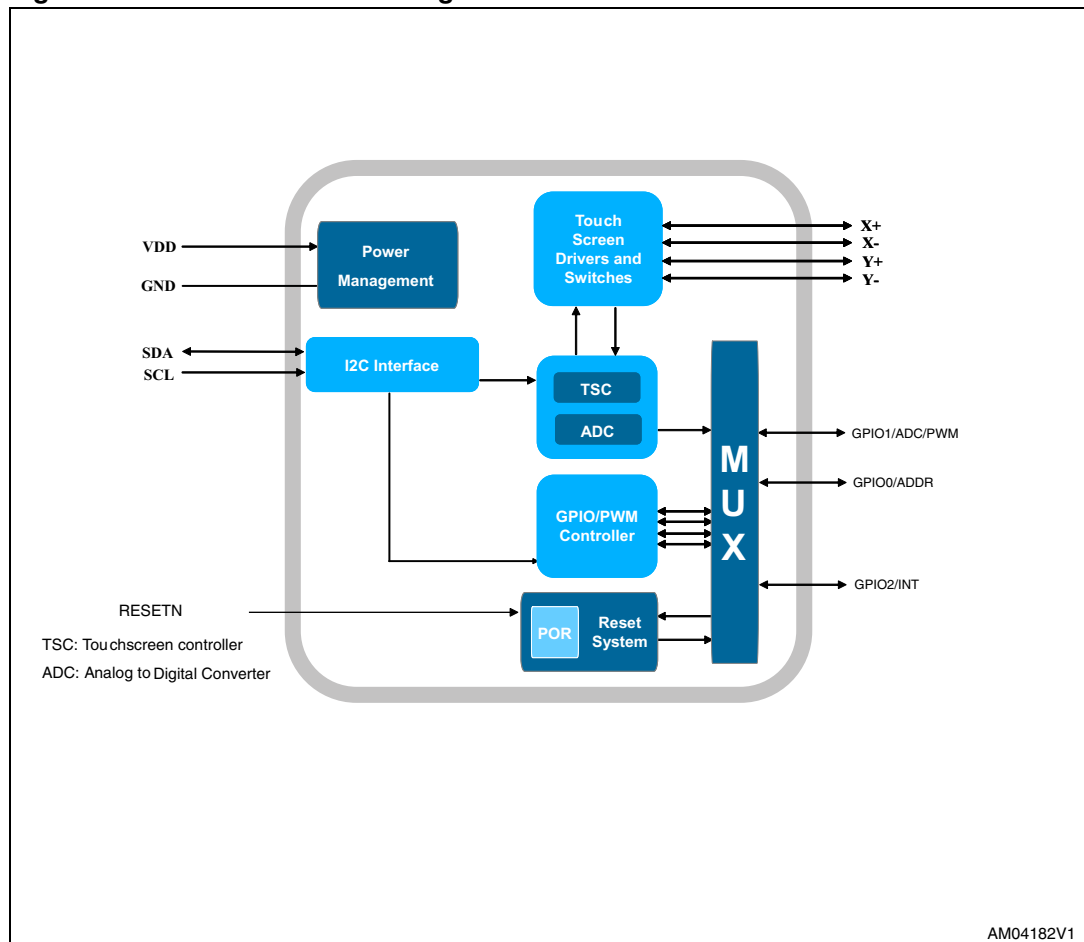 Touch
Screen
Drivers and
Switches
X+
X-
Y+
Y-
VDD
GND
Power
Management
SDA
SCL
I2C Interface
TSC
ADC
MUX
GPIO1/ADC/PWM
GPIO0/ADDR
GPIO2/INT
GPIO/PWM
Controller
RESETN
POR
Reset
System
TSC: Touchscreen controller
ADC: Analog to Digital Converter
AM04182V1